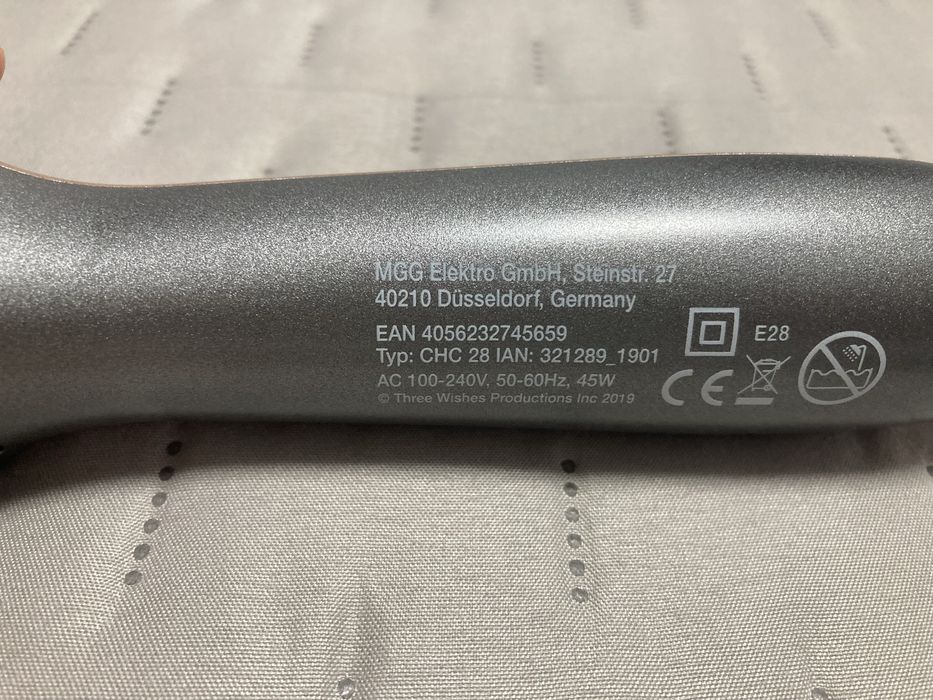 MGG Elektro GmbH, Steinstr. 27
40210 Düsseldorf, Germany
EAN 4056232745659
Typ: CHC 28 IAN: 321289_1901
AC 100-240V, 50-60Hz, 45W
© Three Wishes Productions Inc 2019
E28
CE